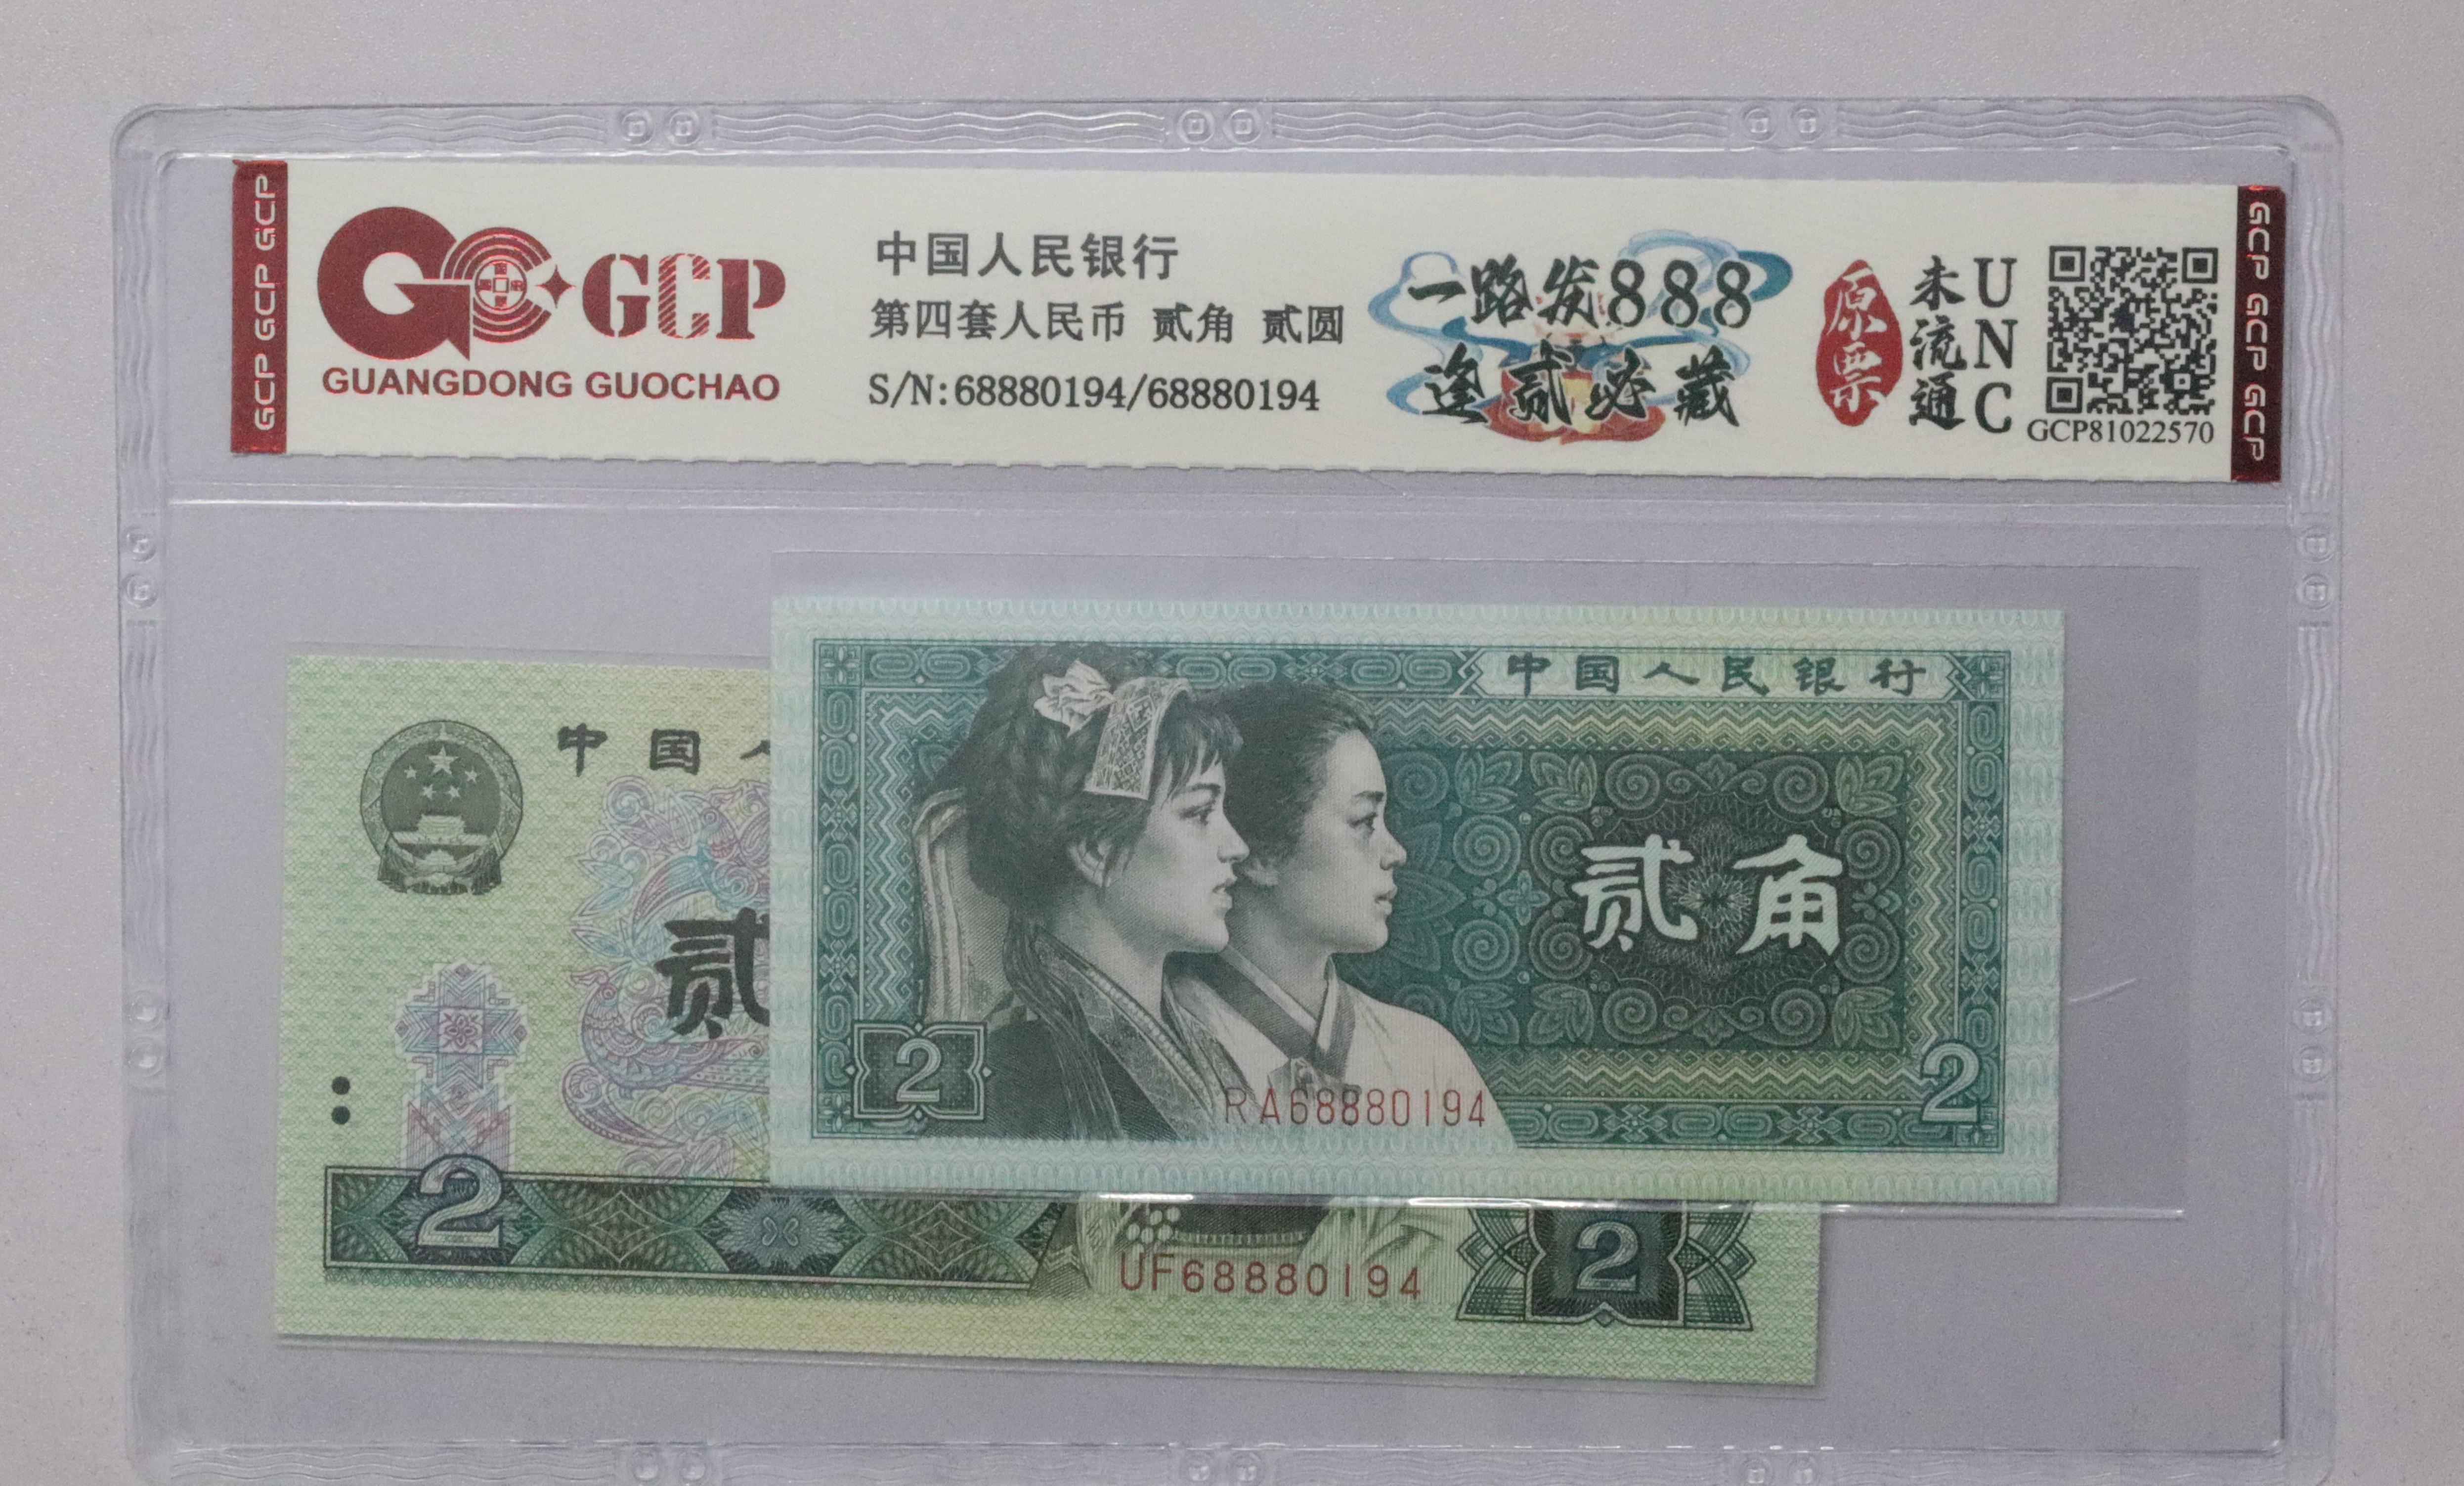 GCP GCP GCP
GCP
GUANGDONG GUOCHAO
中国人民银行
第四套人民币 贰角 贰圆
S/N:68880194/68880194
一路发888
逢贰必藏
原票
未流通
UNC
GCP81022570
GCP GCP GCP
中国人民银行
贰角
2
2
RA68880194
中国
贰
2
2
UF68880194